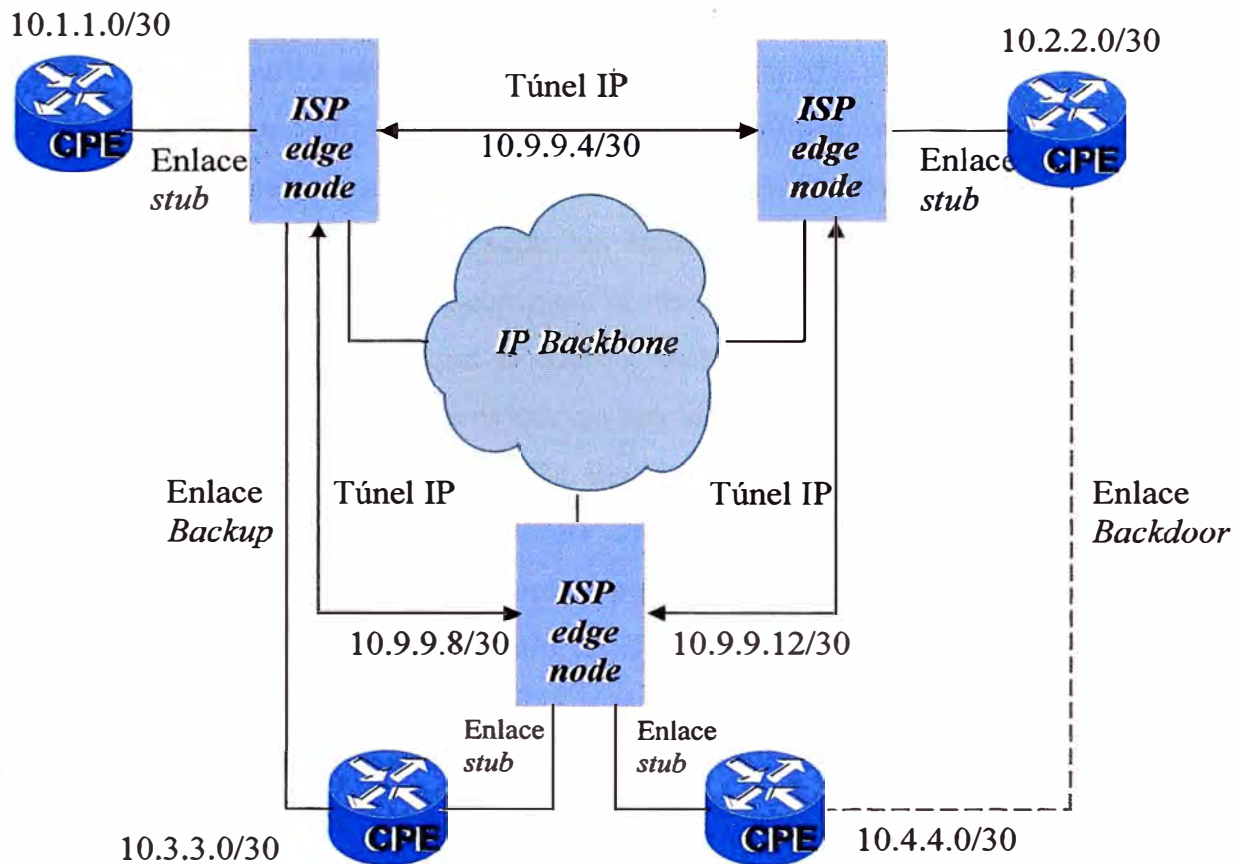 10.1.1.0/30
10.2.2.0/30
CPE
ISP
edge
node
Túnel IP
10.9.9.4/30
ISP
edge
node
CPE
Enlace
stub
Enlace
stub
IP Backbone
Enlace
Backup
Túnel IP
Túnel IP
Enlace
Backdoor
ISP
edge
node
10.9.9.8/30
10.9.9.12/30
Enlace
stub
Enlace
stub
CPE
CPE
10.3.3.0/30
10.4.4.0/30